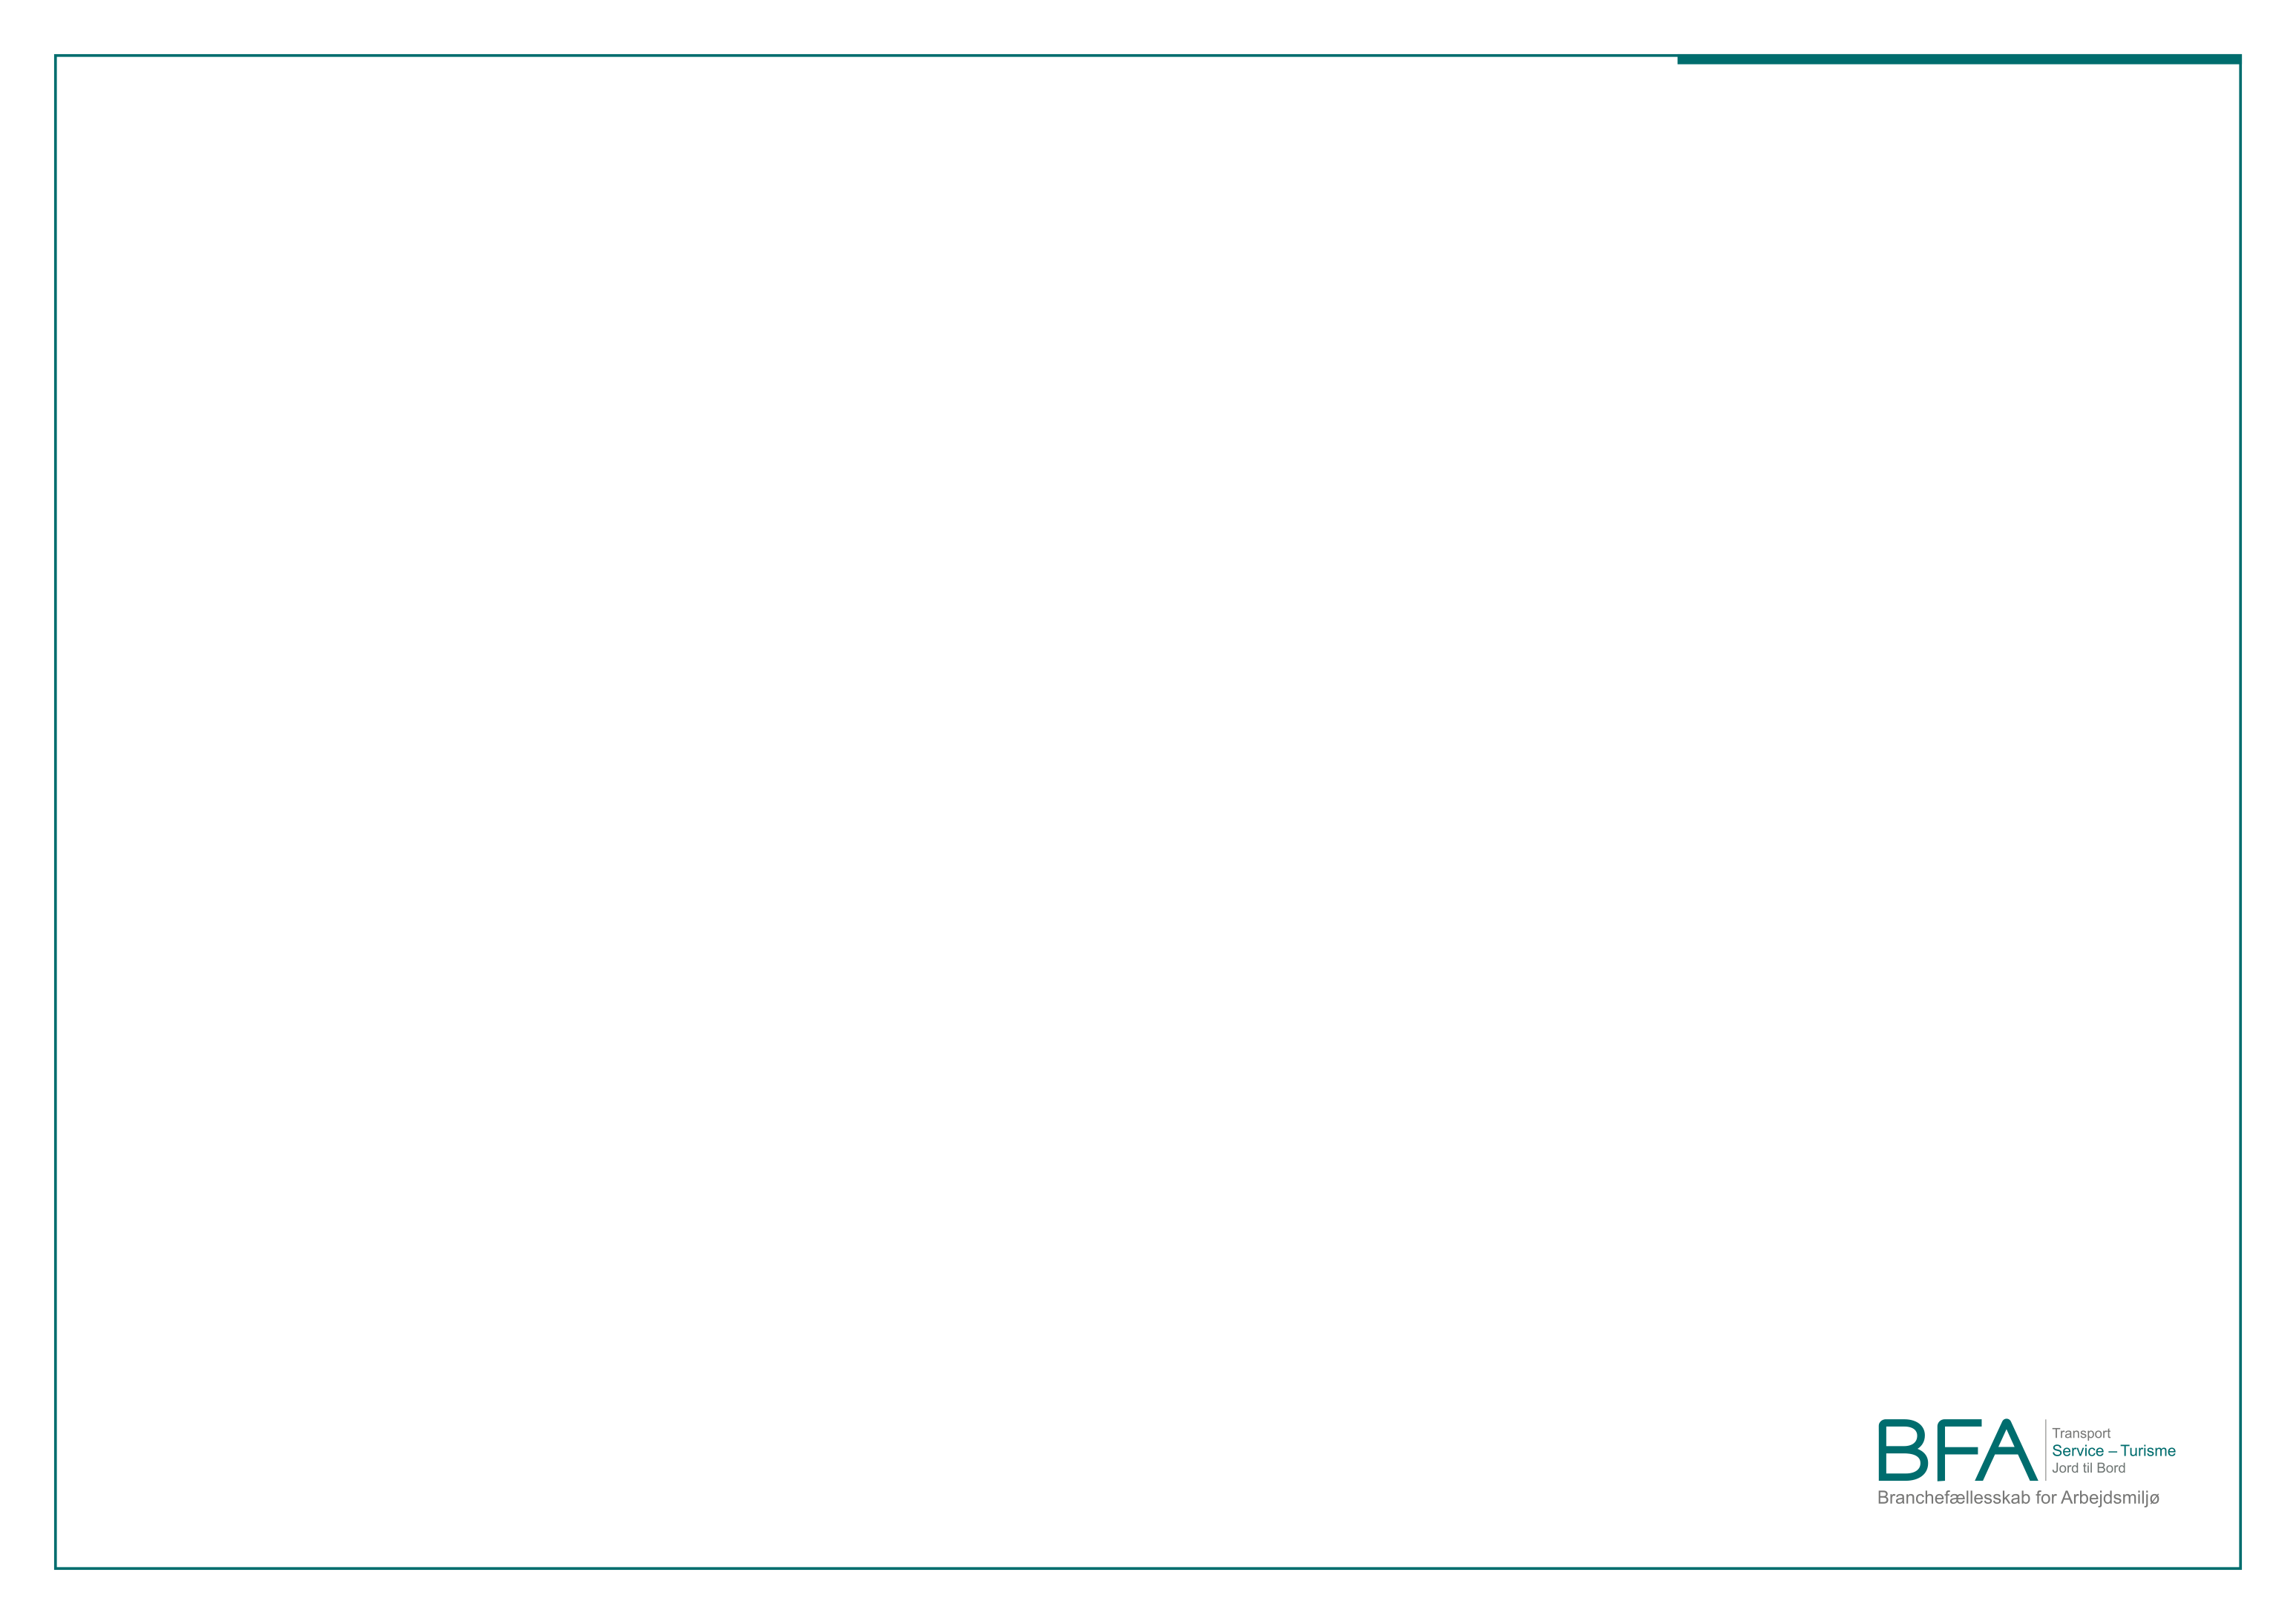 BFA
Transport
Service – Turisme
Jord til Bord
Branchefællesskab for Arbejdsmiljø